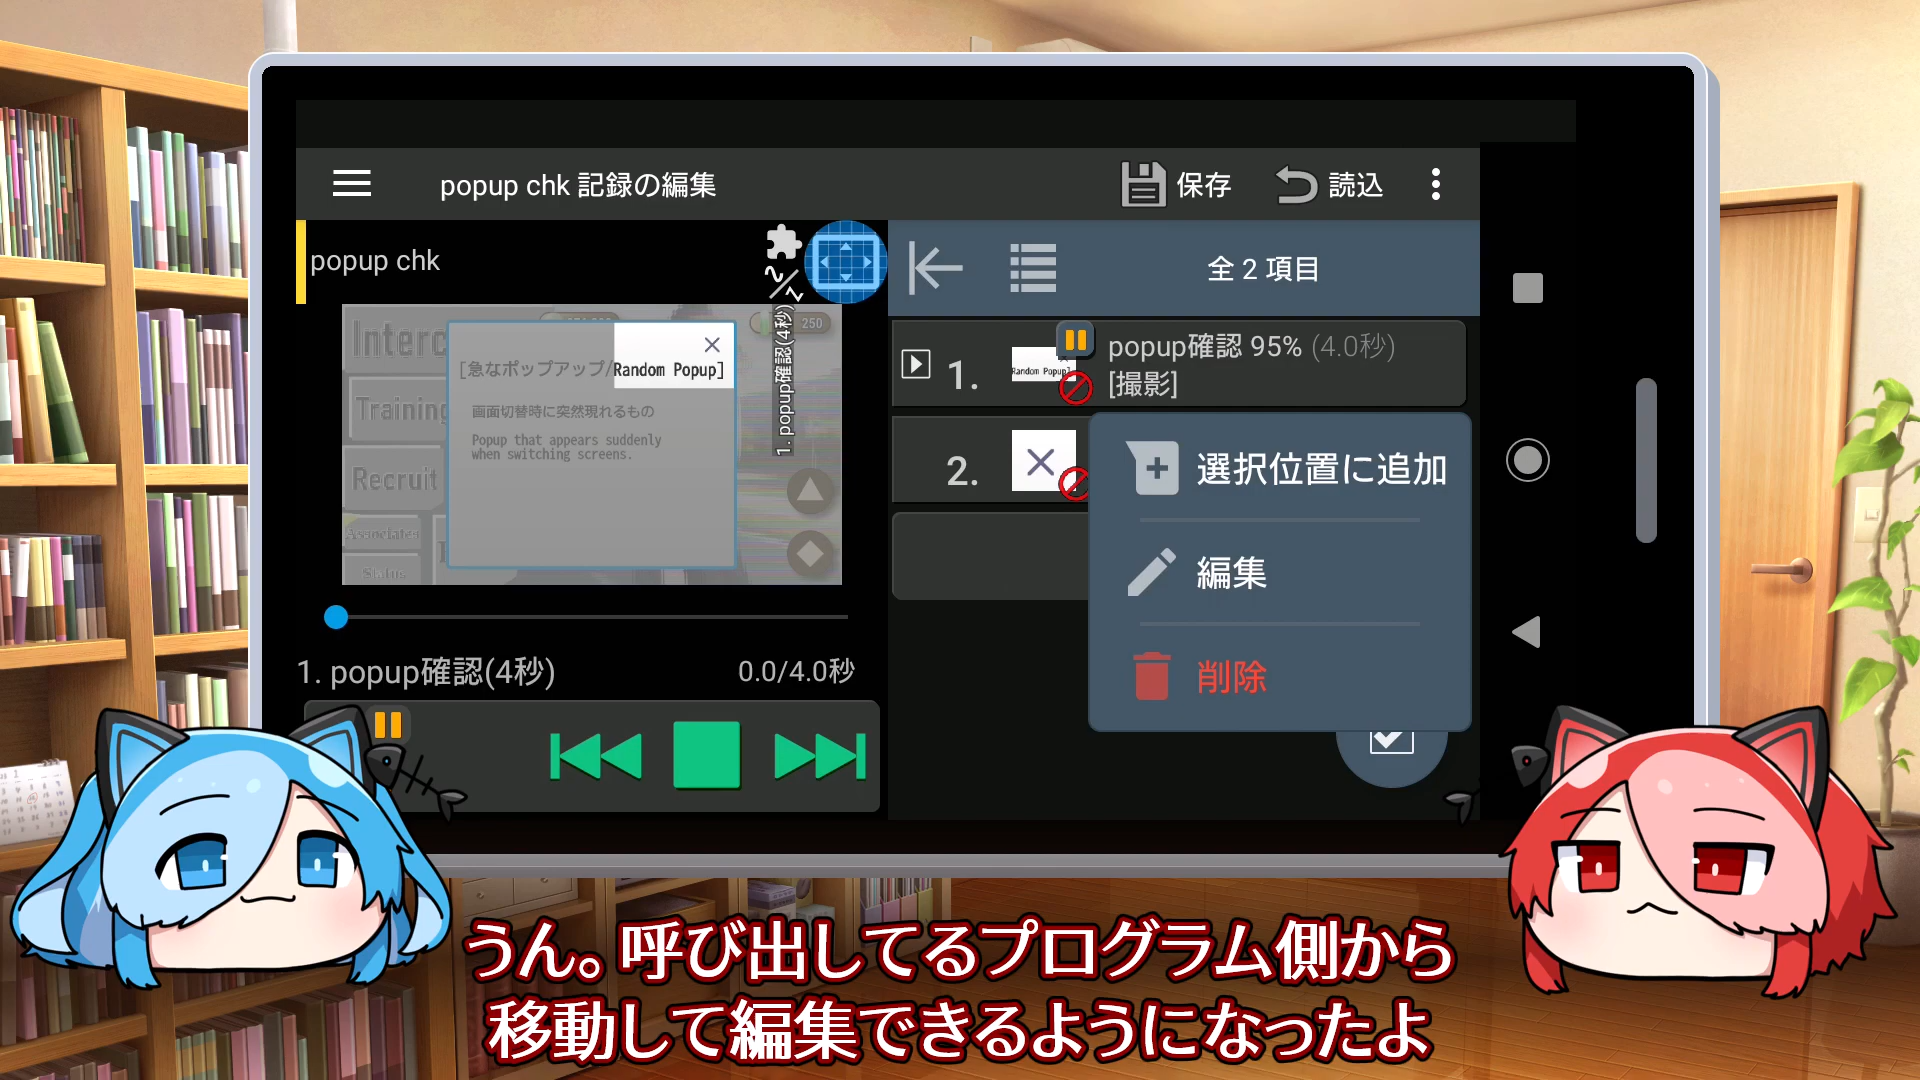 popup chk 記録の編集
保存
読込
popup chk
全 2 項目
Training
Recruit
Associates
Status
250
[急なポップアップ/Random Popup]
画面切替時に突然現れるもの
Popup that appears suddenly
when switching screens.
1. popup確認(4秒)
1. popup確認(4秒)
0.0/4.0秒
1.
Random Popup]
popup確認 95% (4.0秒)
[撮影]
2.
選択位置に追加
編集
削除
うん。呼び出してるプログラム側から
移動して編集できるようになったよ